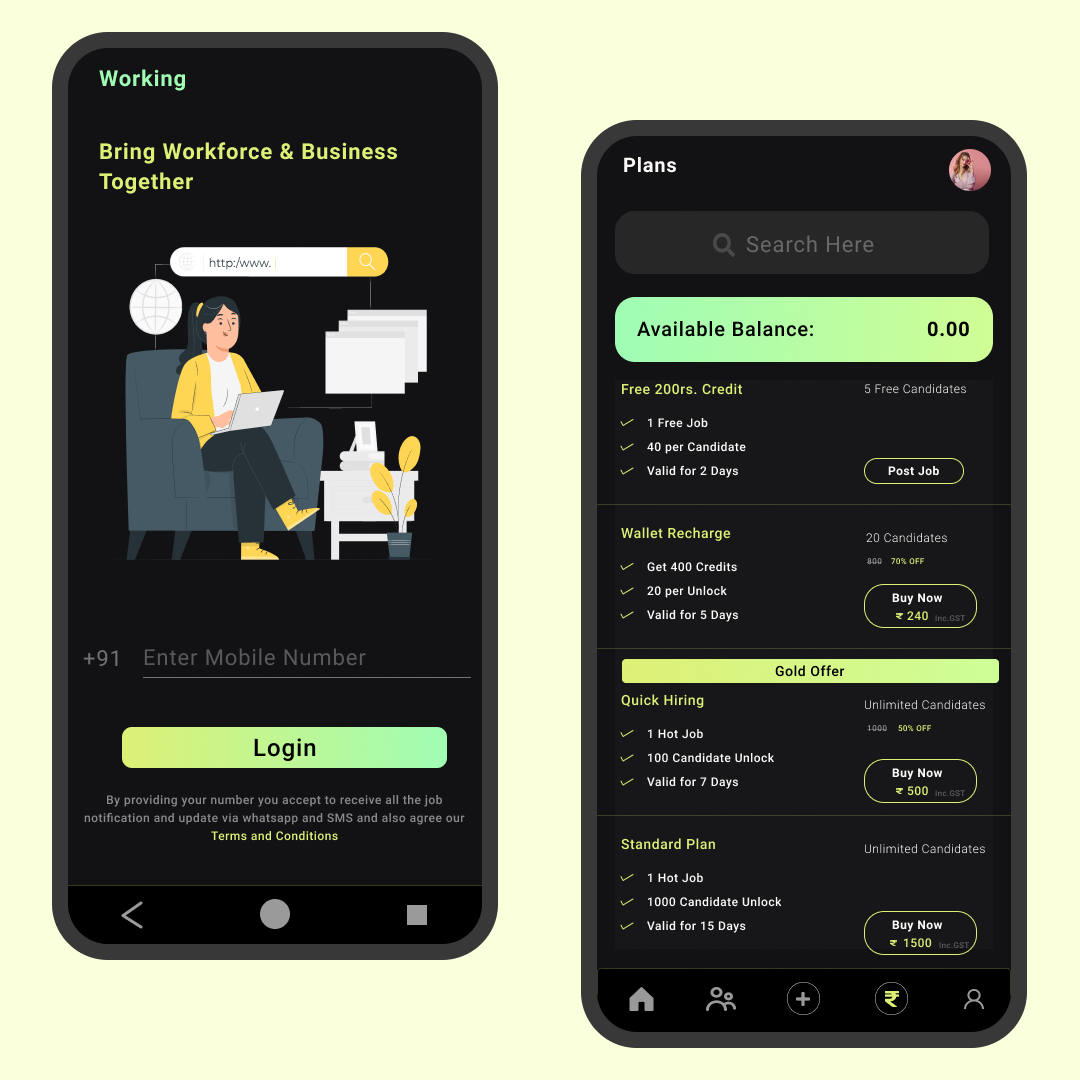 Working
Bring Workforce & Business
Together
http:/www.
+91 Enter Mobile Number
Login
By providing your number you accept to receive all the job
notification and update via whatsapp and SMS and also agree our
Terms and Conditions
Plans
Search Here
Available Balance: 0.00
Free 200rs. Credit 5 Free Candidates
1 Free Job
40 per Candidate
Valid for 2 Days Post Job
Wallet Recharge 20 Candidates
800 70% OFF
Get 400 Credits
20 per Unlock Buy Now
Valid for 5 Days ₹ 240 Inc.GST
Gold Offer
Quick Hiring Unlimited Candidates
1000 50% OFF
1 Hot Job
100 Candidate Unlock Buy Now
Valid for 7 Days ₹ 500 Inc.GST
Standard Plan Unlimited Candidates
1 Hot Job
1000 Candidate Unlock
Valid for 15 Days Buy Now
₹ 1500 Inc.GST
₹